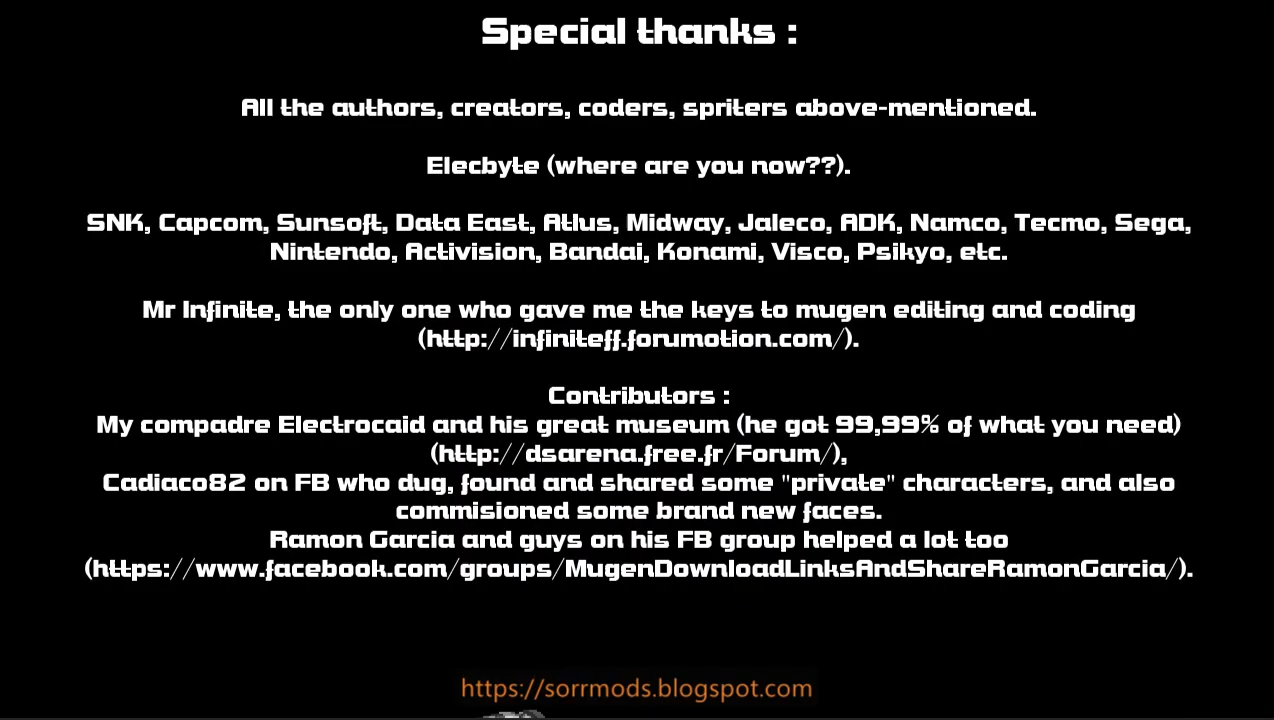 Special thanks :
All the authors, creators, coders, spriters above-mentioned.
Elecbyte (where are you now??).
SNK, Capcom, Sunsoft, Data East, Atlus, Midway, Jaleco, ADK, Namco, Tecmo, Sega,
Nintendo, Activision, Bandai, Konami, Visco, Psikyo, etc.
Mr Infinite, the only one who gave me the keys to mugen editing and coding
(http://infiniteff.forumotion.com/).
Contributors :
My compadre Electrocaid and his great museum (he got 99,99% of what you need)
(http://dsarena.free.fr/Forum/),
Cadiaco82 on FB who dug, found and shared some "private" characters, and also
commisioned some brand new faces.
Ramon Garcia and guys on his FB group helped a lot too
(https://www.facebook.com/groups/MugenDownloadLinksAndShareRamonGarcia/).
https://sorrmods.blogspot.com